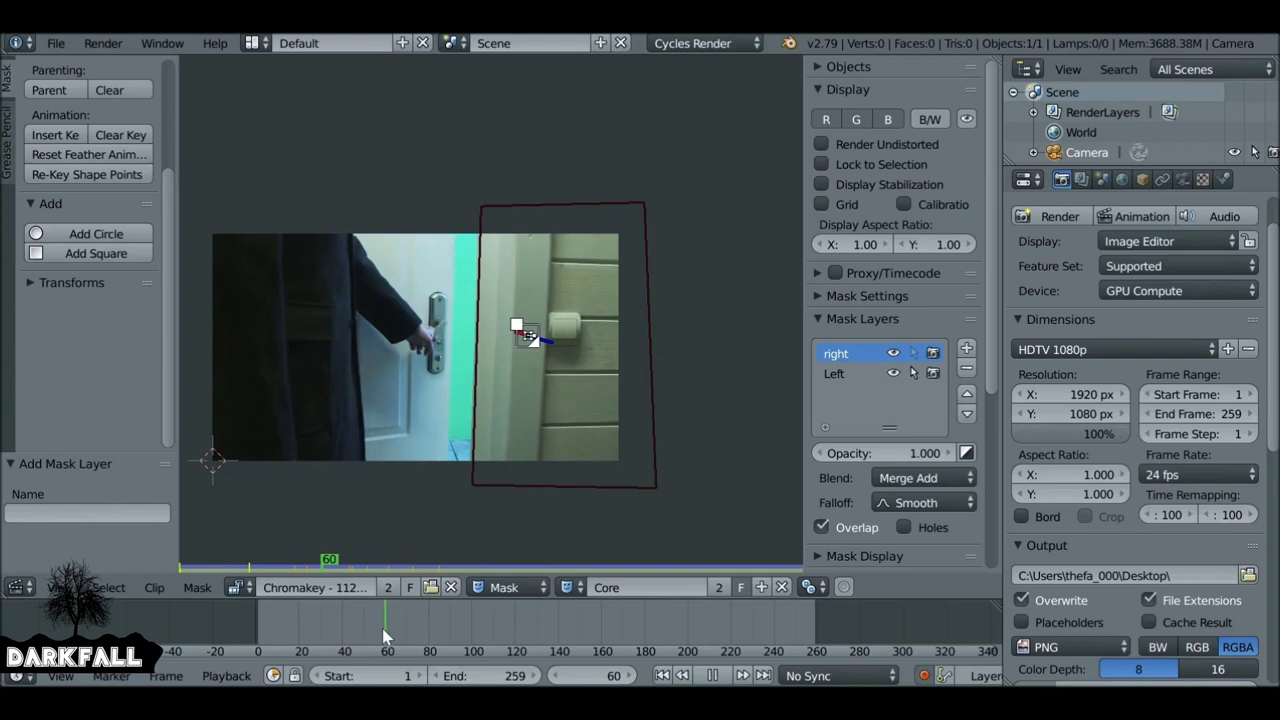 File Render Window Help Default Scene Cycles Render v2.79 | Verts:0 | Faces:0 | Tris:0 | Objects:1/1 | Lamps:0/0 | Mem:3688.38M | Camera
Mask
Grease Pencil
Parenting:
Parent Clear
Animation:
Insert Ke Clear Key
Reset Feather Anim...
Re-Key Shape Points
Add
Add Circle
Add Square
Transforms
Add Mask Layer
Name
Objects
Display
R G B B/W
Render Undistorted
Lock to Selection
Display Stabilization
Grid Calibratio
Display Aspect Ratio:
X: 1.00 Y: 1.00
Proxy/Timecode
Mask Settings
Mask Layers
right
Left
Opacity: 1.000
Blend: Merge Add
Falloff: Smooth
Overlap Holes
Mask Display
View Search All Scenes
Scene
RenderLayers |
World
Camera |
Render Animation Audio
Display: Image Editor
Feature Set: Supported
Device: GPU Compute
Dimensions
HDTV 1080p
Resolution: Frame Range:
X: 1920 px Start Frame: 1
Y: 1080 px End Frame: 259
100% Frame Step: 1
Aspect Ratio: Frame Rate:
X: 1.000 24 fps
Y: 1.000 Time Remapping:
Bord Crop : 100 : 100
Output
C:\Users\thefa_000\Desktop\
Overwrite File Extensions
Placeholders Cache Result
PNG BW RGB RGBA
Color Depth: 8 16
60
Clip Mask Chromakey - 112... 2 F Mask Core 2 F
-40 -20 0 20 40 60 80 100 120 140 160 180 200 220 240 260 280 300 320 340
View Marker Frame Playback Start: 1 End: 259 60 No Sync Layer
DARKFALL